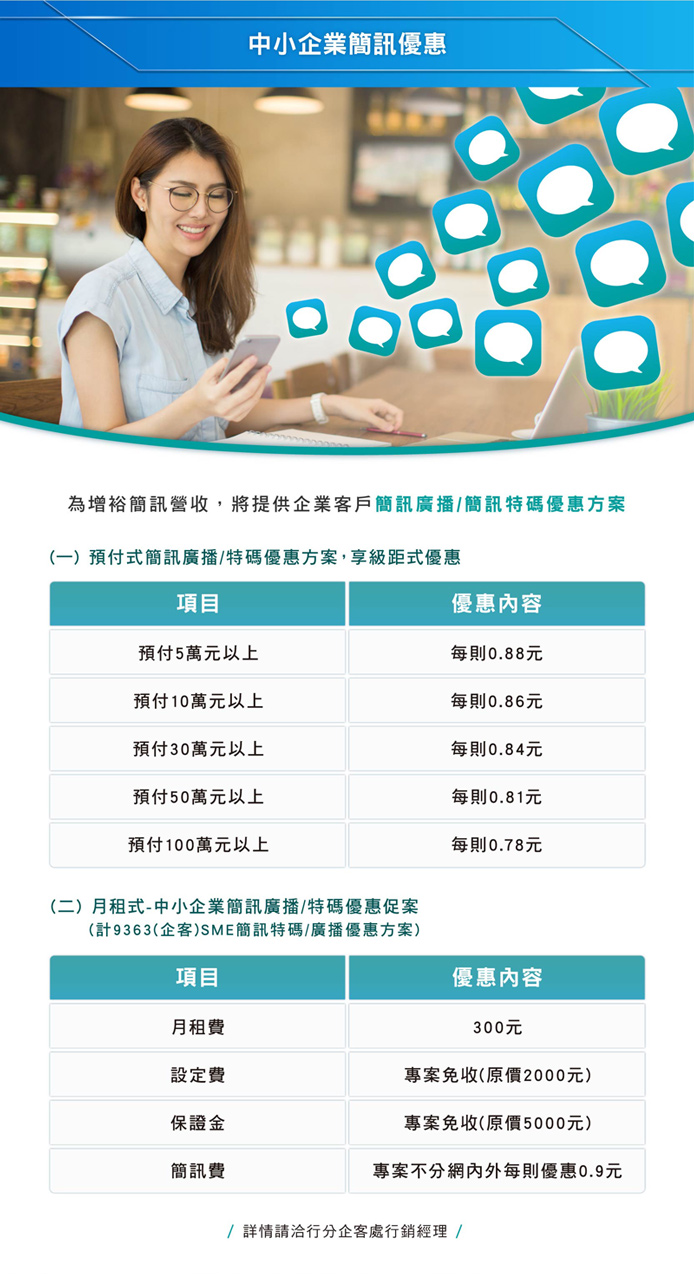 中小企業簡訊優惠
為增裕簡訊營收，將提供企業客戶簡訊廣播/簡訊特碼優惠方案
(一) 預付式簡訊廣播/特碼優惠方案，享級距式優惠
項目 優惠內容
預付5萬元以上 每則0.88元
預付10萬元以上 每則0.86元
預付30萬元以上 每則0.84元
預付50萬元以上 每則0.81元
預付100萬元以上 每則0.78元
(二) 月租式-中小企業簡訊廣播/特碼優惠促案
(計9363(企客)SME簡訊特碼/廣播優惠方案)
項目 優惠內容
月租費 300元
設定費 專案免收(原價2000元)
保證金 專案免收(原價5000元)
簡訊費 專案不分網內外每則優惠0.9元
/ 詳情請洽行分企客處行銷經理 /